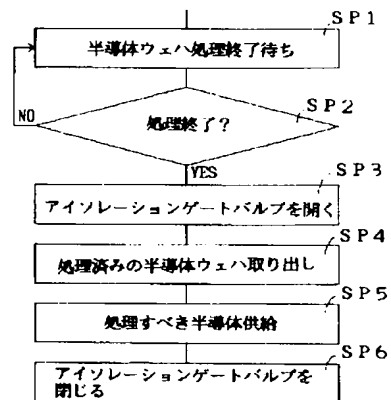 SP1
半導体ウェハ処理終了待ち
SP2
NO
処理終了？
YES
SP3
アイソレーションゲートバルブを開く
SP4
処理済みの半導体ウェハ取り出し
SP5
処理すべき半導体供給
SP6
アイソレーションゲートバルブを
閉じる